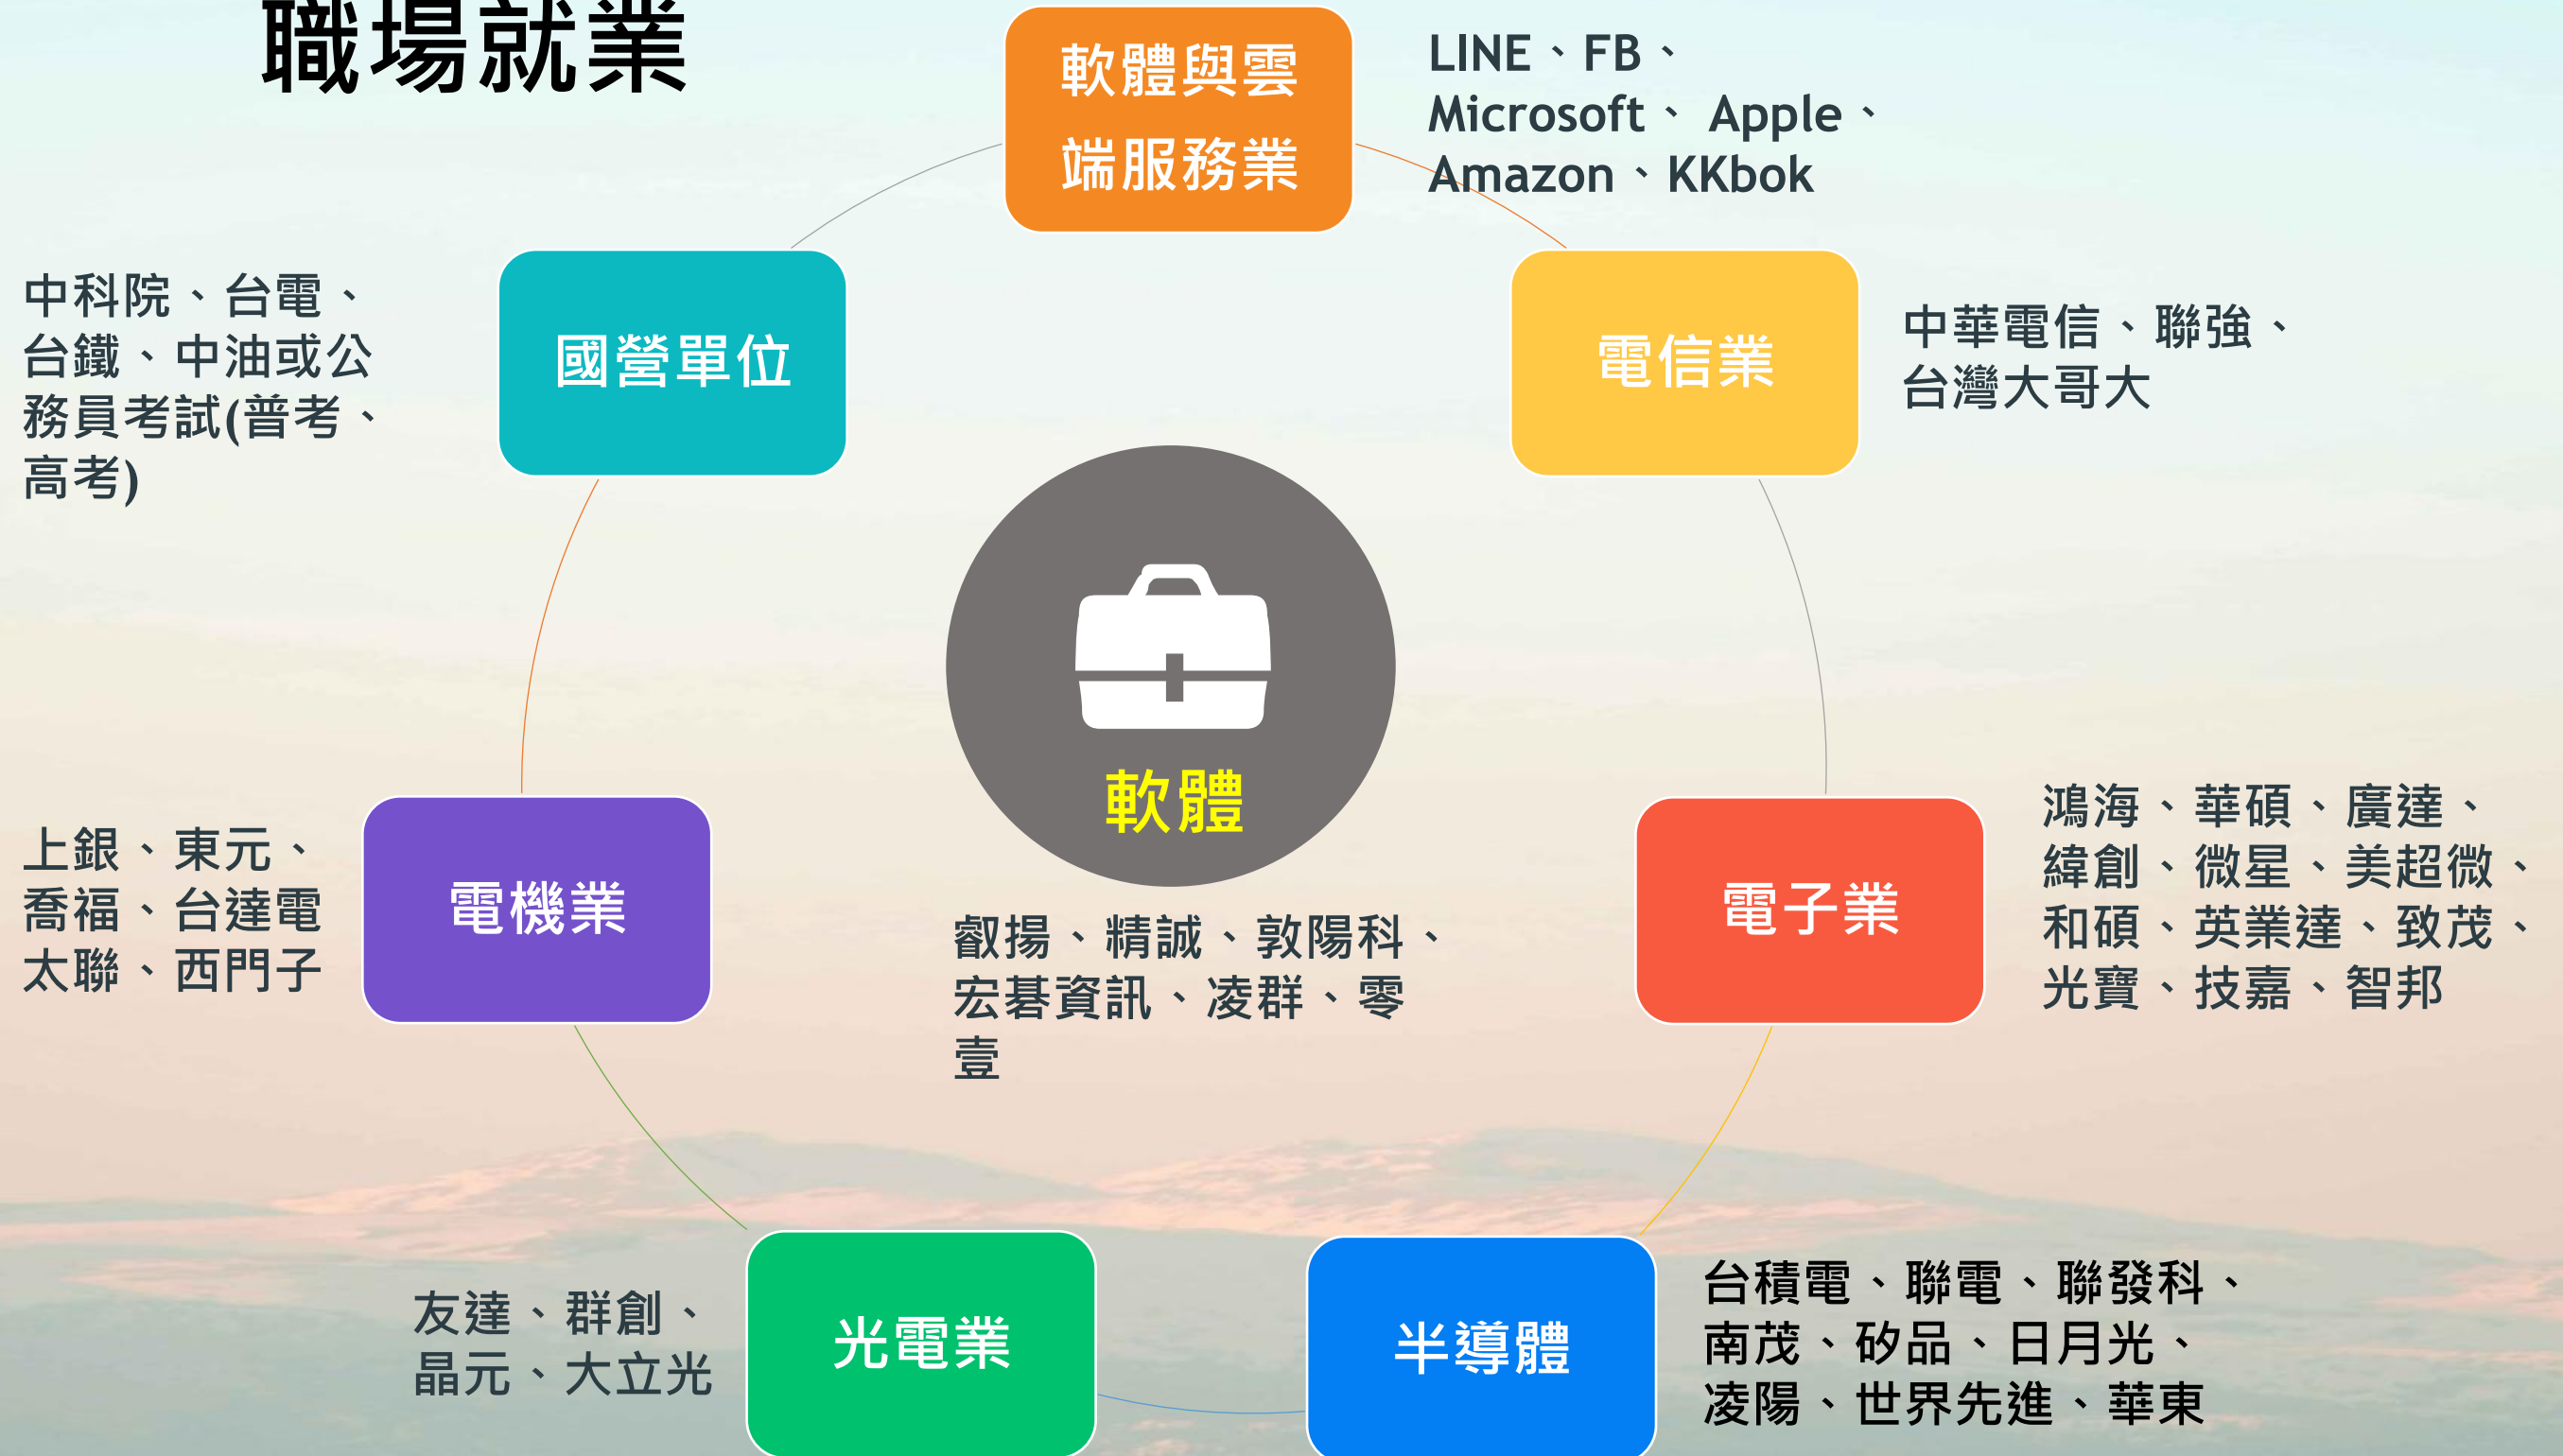 職場就業
軟體與雲
端服務業
LINE、FB、
Microsoft、 Apple、
Amazon、KKbok
國營單位
中科院、台電、
台鐵、中油或公
務員考試(普考、
高考)
電信業
中華電信、聯強、
台灣大哥大
軟體
叡揚、精誠、敦陽科、
宏碁資訊、凌群、零
壹
電機業
上銀、東元、
喬福、台達電
太聯、西門子
電子業
鴻海、華碩、廣達、
緯創、微星、美超微、
和碩、英業達、致茂、
光寶、技嘉、智邦
光電業
友達、群創、
晶元、大立光
半導體
台積電、聯電、聯發科、
南茂、矽品、日月光、
凌陽、世界先進、華東